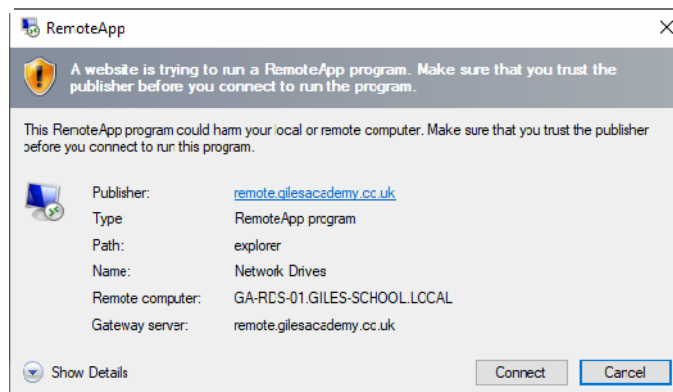 RemoteApp
A website is trying to run a RemoteApp program. Make sure that you trust the
publisher before you connect to run the program.
This RemoteApp program could harm your local or remote computer. Make sure that you trust the publisher
before you connect to run this program.
Publisher: remote.gilesacademy.co.uk
Type RemoteApp program
Path: explorer
Name: Network Drives
Remote computer: GA-RDS-01.GILES-SCHOOL.LOCAL
Gateway server: remote.gilesacademy.co.uk
Show Details Connect Cancel